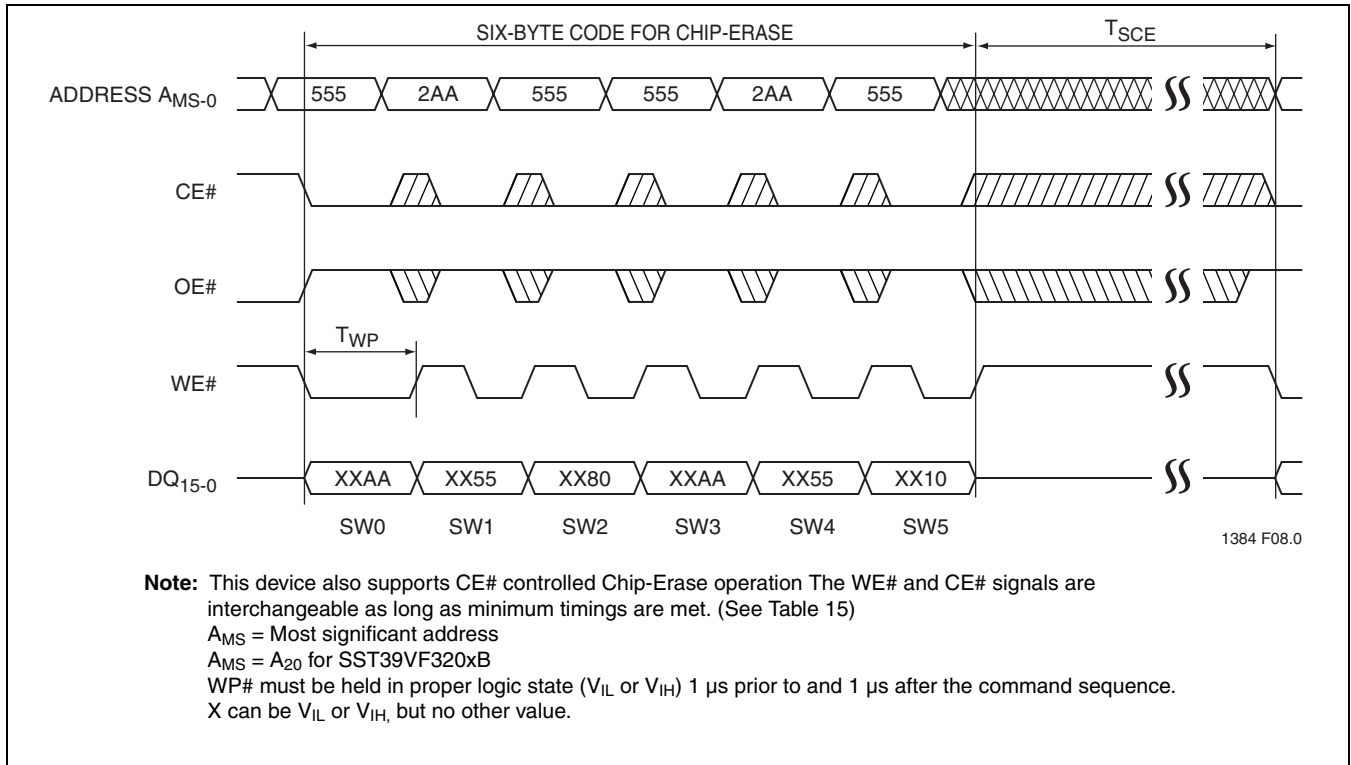 SIX-BYTE CODE FOR CHIP-ERASE TSCE
ADDRESS AMS-0 555 2AA 555 555 2AA 555
CE#
OE#
TWP
WE#
DQ15-0 XXAA XX55 XX80 XXAA XX55 XX10
SW0 SW1 SW2 SW3 SW4 SW5
1384 F08.0
Note: This device also supports CE# controlled Chip-Erase operation The WE# and CE# signals are
interchangeable as long as minimum timings are met. (See Table 15)
AMS = Most significant address
AMS = A20 for SST39VF320xB
WP# must be held in proper logic state (VIL or VIH) 1 µs prior to and 1 µs after the command sequence.
X can be VIL or VIH, but no other value.